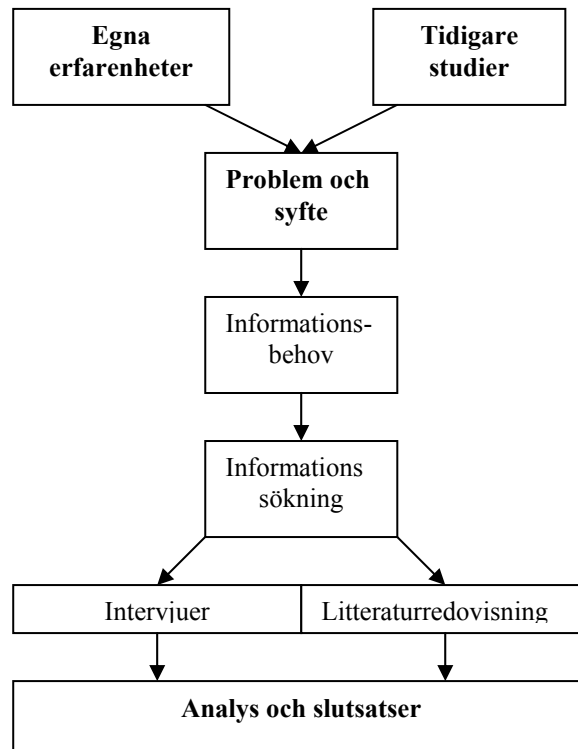 Egna
erfarenheter
Tidigare
studier
Problem och
syfte
Informations-
behov
Informations
sökning
Intervjuer
Litteraturredovisning
Analys och slutsatser